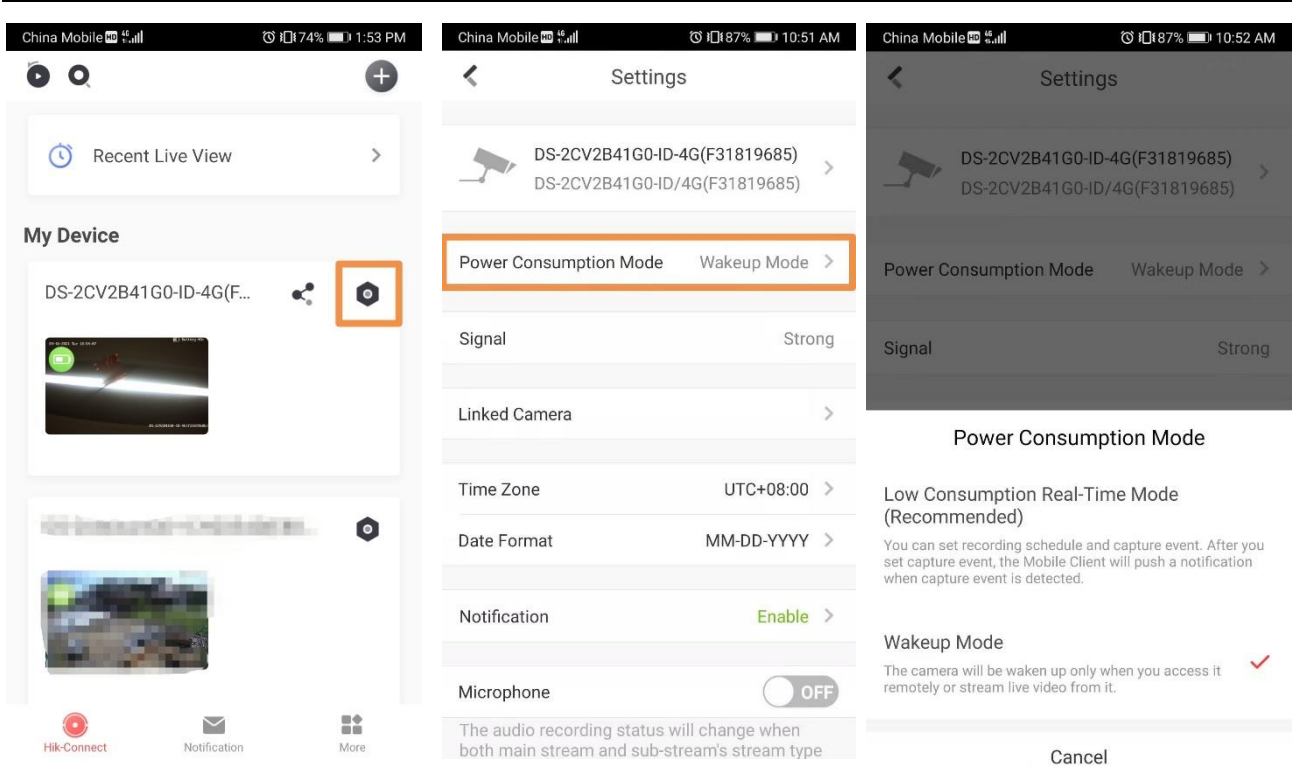 China Mobile HD 4G 74% 1:53 PM
Recent Live View
My Device
DS-2CV2B41G0-ID-4G(F...
Hik-Connect Notification More
China Mobile HD 4G 87% 10:51 AM
Settings
DS-2CV2B41G0-ID-4G(F31819685)
DS-2CV2B41G0-ID/4G(F31819685)
Power Consumption Mode Wakeup Mode
Signal Strong
Linked Camera
Time Zone UTC+08:00
Date Format MM-DD-YYYY
Notification Enable
Microphone OFF
The audio recording status will change when
both main stream and sub-stream's stream type
China Mobile HD 4G 87% 10:52 AM
Settings
DS-2CV2B41G0-ID-4G(F31819685)
DS-2CV2B41G0-ID/4G(F31819685)
Power Consumption Mode Wakeup Mode
Signal Strong
Power Consumption Mode
Low Consumption Real-Time Mode
(Recommended)
You can set recording schedule and capture event. After you
set capture event, the Mobile Client will push a notification
when capture event is detected.
Wakeup Mode
The camera will be waken up only when you access it
remotely or stream live video from it.
Cancel